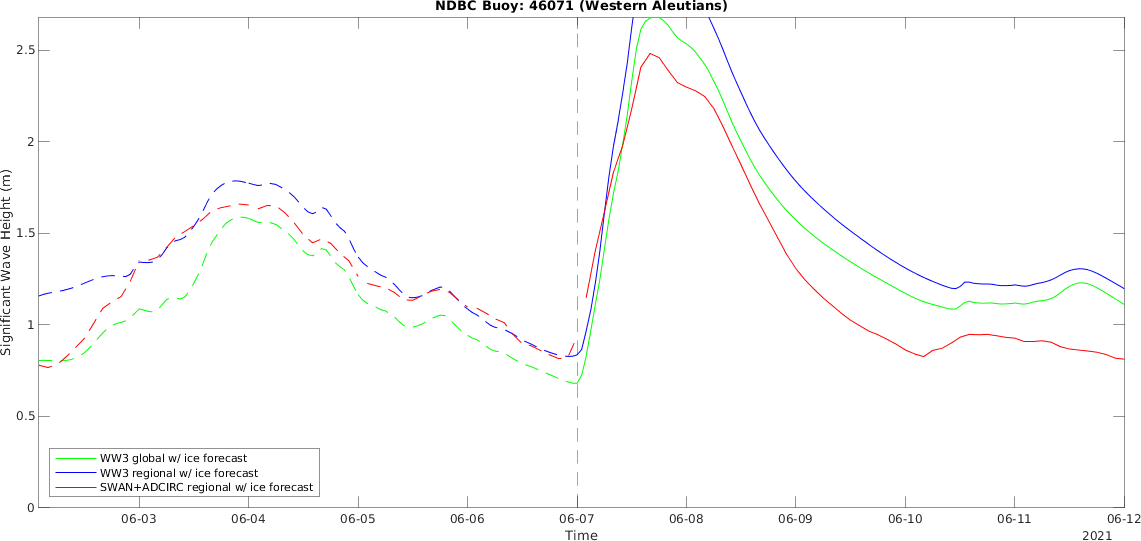 NDBC Buoy: 46071 (Western Aleutians)
Significant Wave Height (m)
2.5
2
1.5
1
0.5
0
WW3 global w/ ice forecast
WW3 regional w/ ice forecast
SWAN+ADCIRC regional w/ ice forecast
06-03 06-04 06-05 06-06 06-07 06-08 06-09 06-10 06-11 06-12
Time
2021